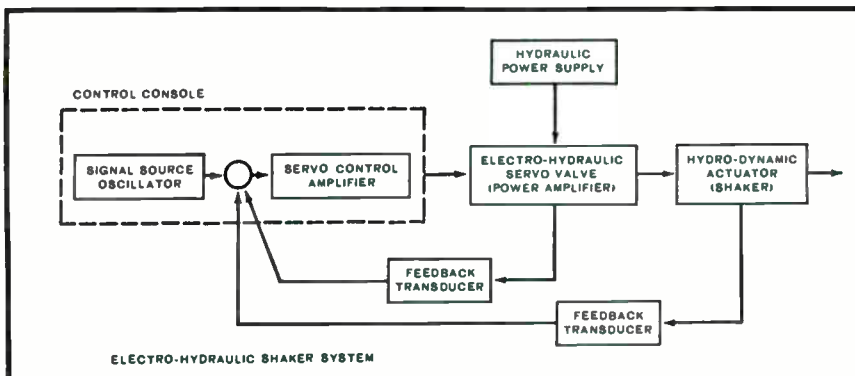 HYDRAULIC
POWER SUPPLY
CONTROL CONSOLE
SIGNAL SOURCE
OSCILLATOR
SERVO CONTROL
AMPLIFIER
ELECTRO-HYDRAULIC
SERVO VALVE
(POWER AMPLIFIER)
HYDRO-DYNAMIC
ACTUATOR
(SHAKER)
FEEDBACK
TRANSDUCER
FEEDBACK
TRANSDUCER
ELECTRO-HYDRAULIC SHAKER SYSTEM